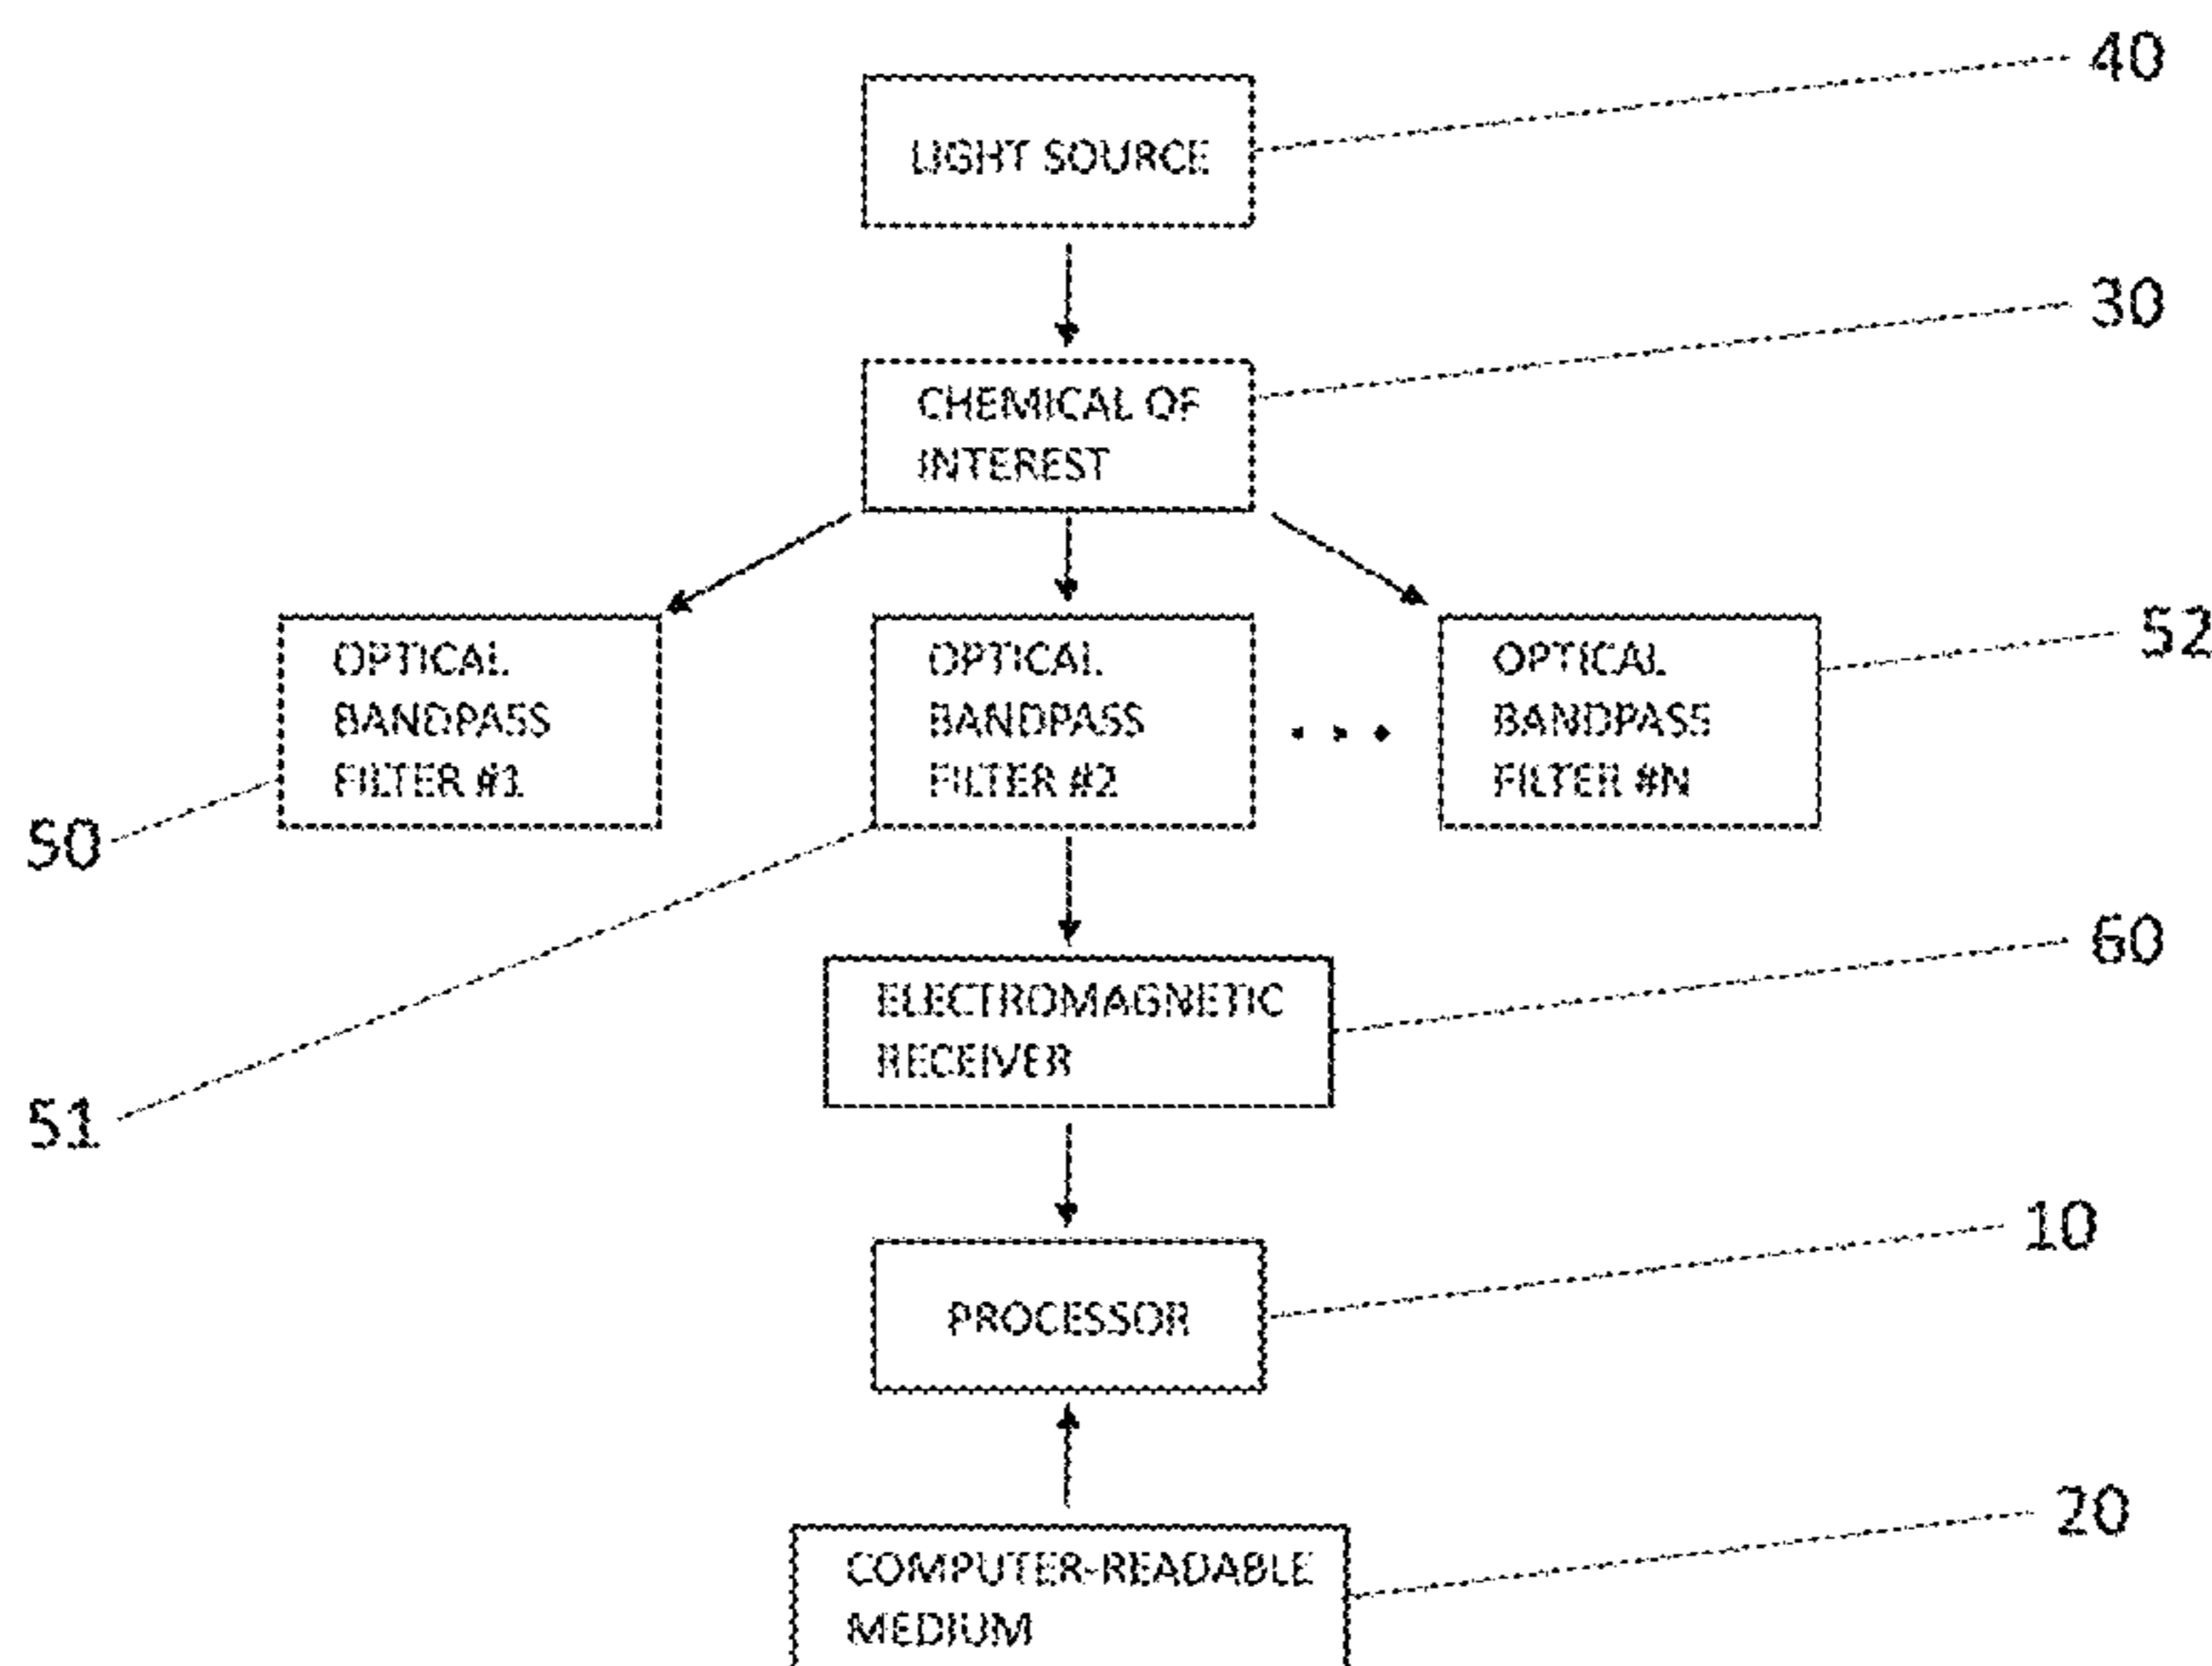 40
LIGHT SOURCE
30
CHEMICAL OF
INTEREST
52
OPTICAL
BANDPASS
FILTER #1
OPTICAL
BANDPASS
FILTER #2
OPTICAL
BANDPASS
FILTER #N
50
60
ELECTROMAGNETIC
RECEIVER
51
10
PROCESSOR
20
COMPUTER-READABLE
MEDIUM